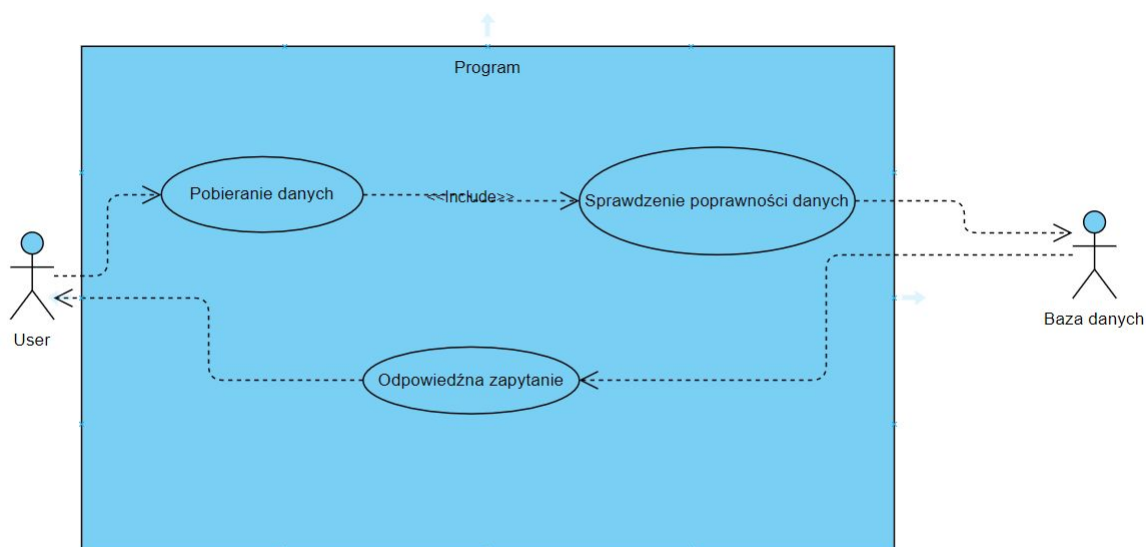 Program
Pobieranie danych
<<Include>>
Sprawdzenie poprawności danych
User
Baza danych
Odpowiedźna zapytanie